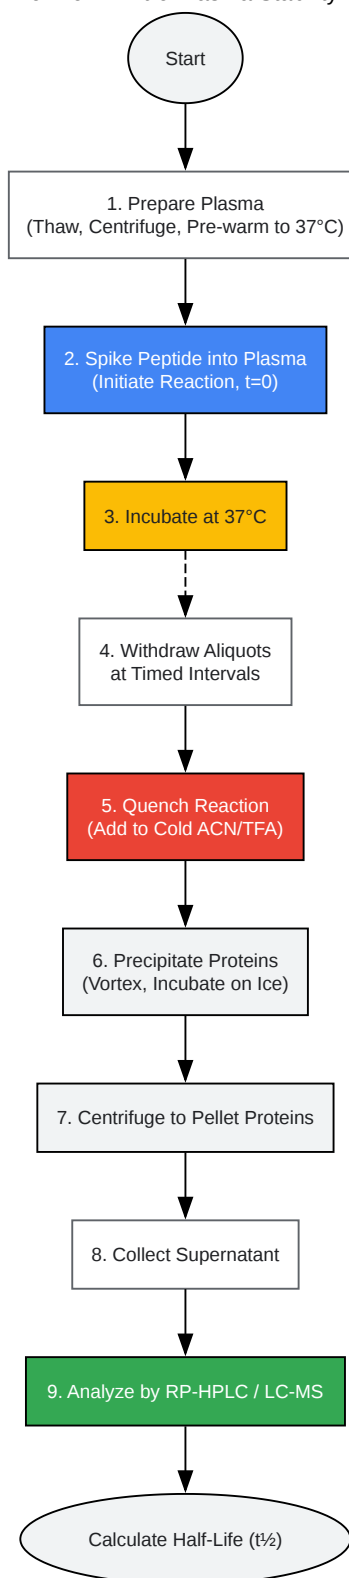 Start
1. Prepare Plasma
(Thaw, Centrifuge, Pre-warm to 37°C)
2. Spike Peptide into Plasma
(Initiate Reaction, t=0)
3. Incubate at 37°C
4. Withdraw Aliquots
at Timed Intervals
5. Quench Reaction
(Add to Cold ACN/TFA)
6. Precipitate Proteins
(Vortex, Incubate on Ice)
7. Centrifuge to Pellet Proteins
8. Collect Supernatant
9. Analyze by RP-HPLC / LC-MS
Calculate Half-Life (t½)